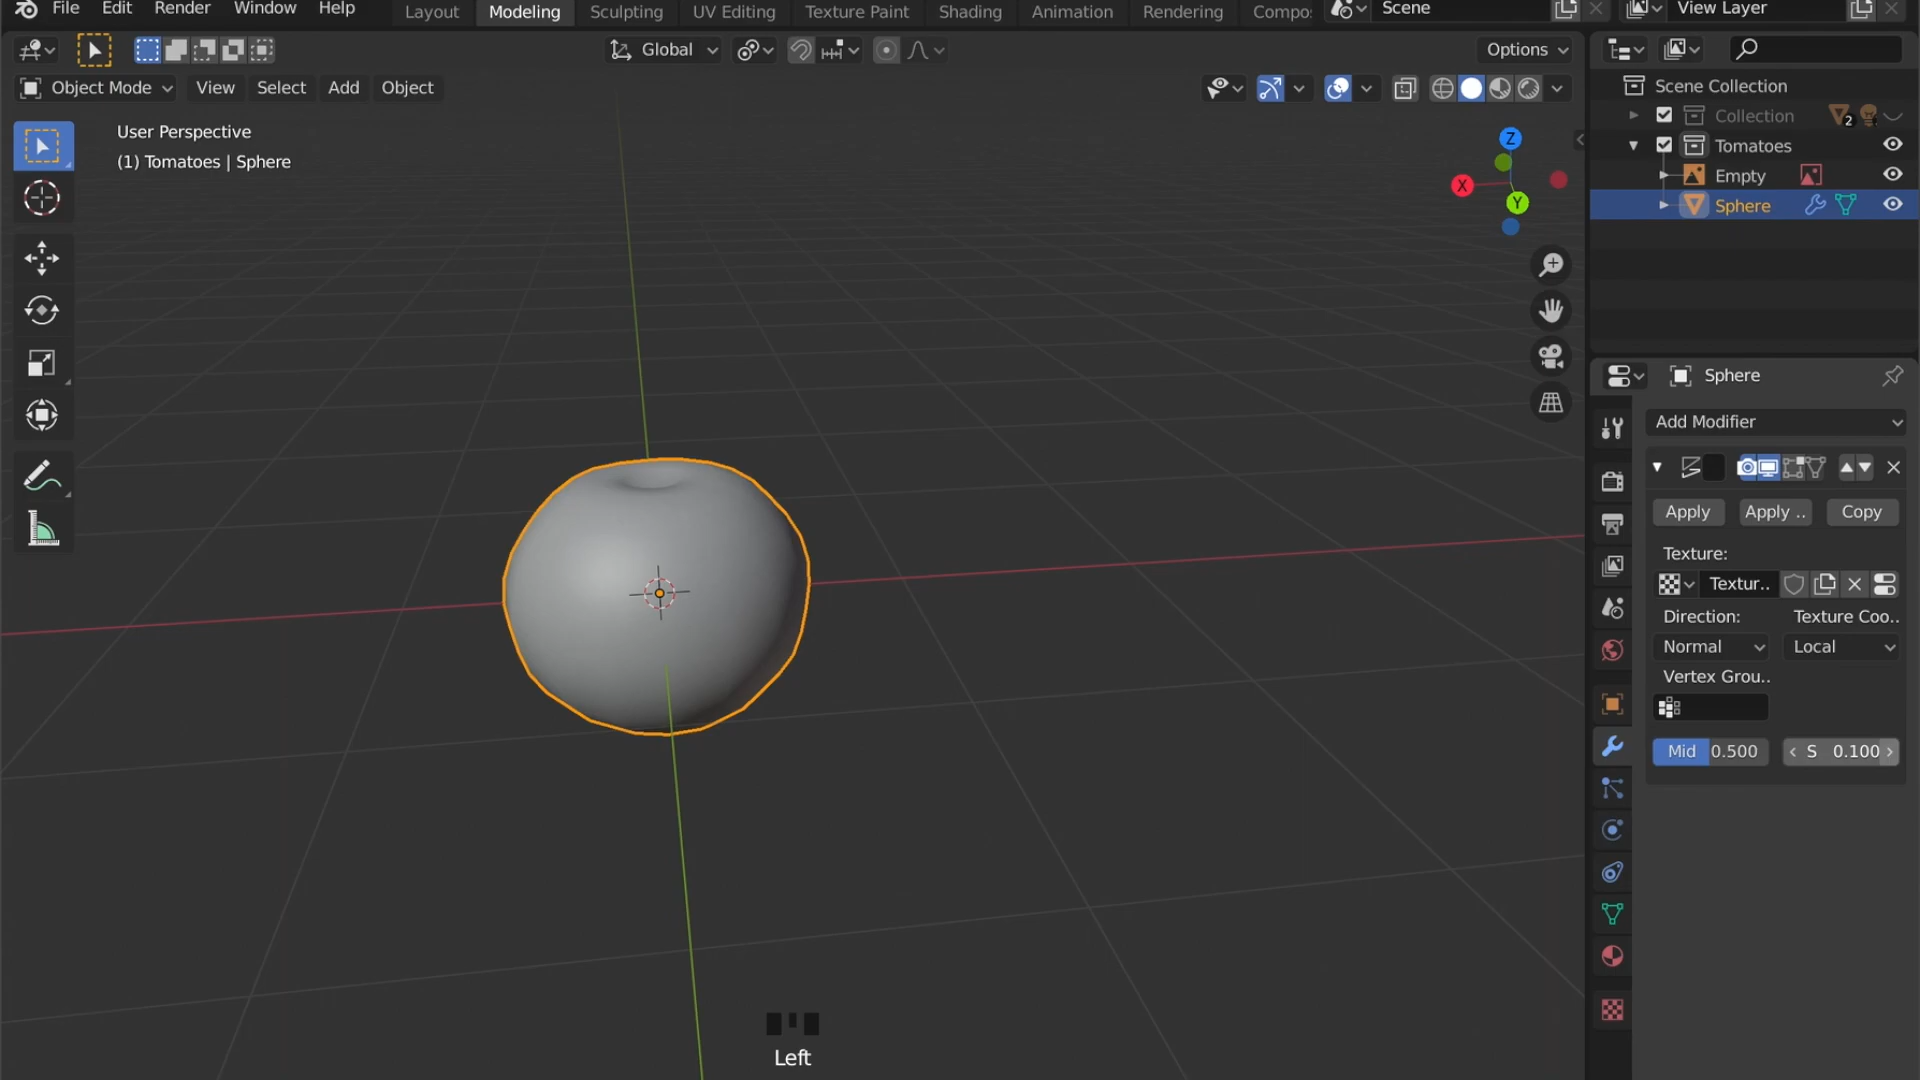 File Edit Render Window Help Layout Modeling Sculpting UV Editing Texture Paint Shading Animation Rendering Compo Scene View Layer
Global Options
Object Mode View Select Add Object
User Perspective
(1) Tomatoes | Sphere
Z
X
Y
Scene Collection
Collection 2
Tomatoes
Empty
Sphere
Sphere
Add Modifier
Apply Apply .. Copy
Texture:
Textur..
Direction: Texture Coo..
Normal Local
Vertex Grou..
Mid 0.500 S 0.100
Left